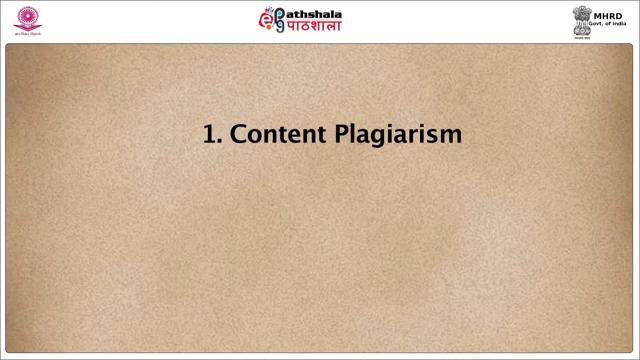 ePathshala
पाठशाला
MHRD
Govt. of India
1. Content Plagiarism